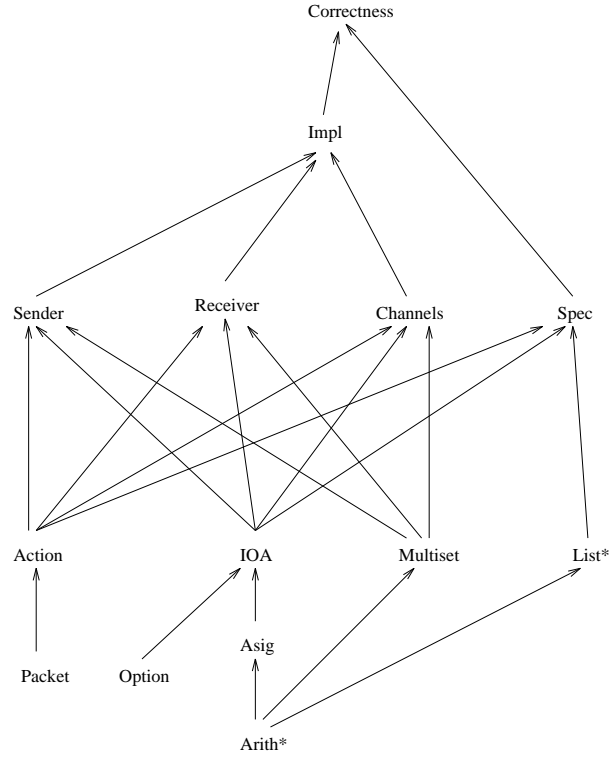 Correctness
Impl
Sender Receiver Channels Spec
Action IOA Multiset List*
Asig
Packet Option
Arith*